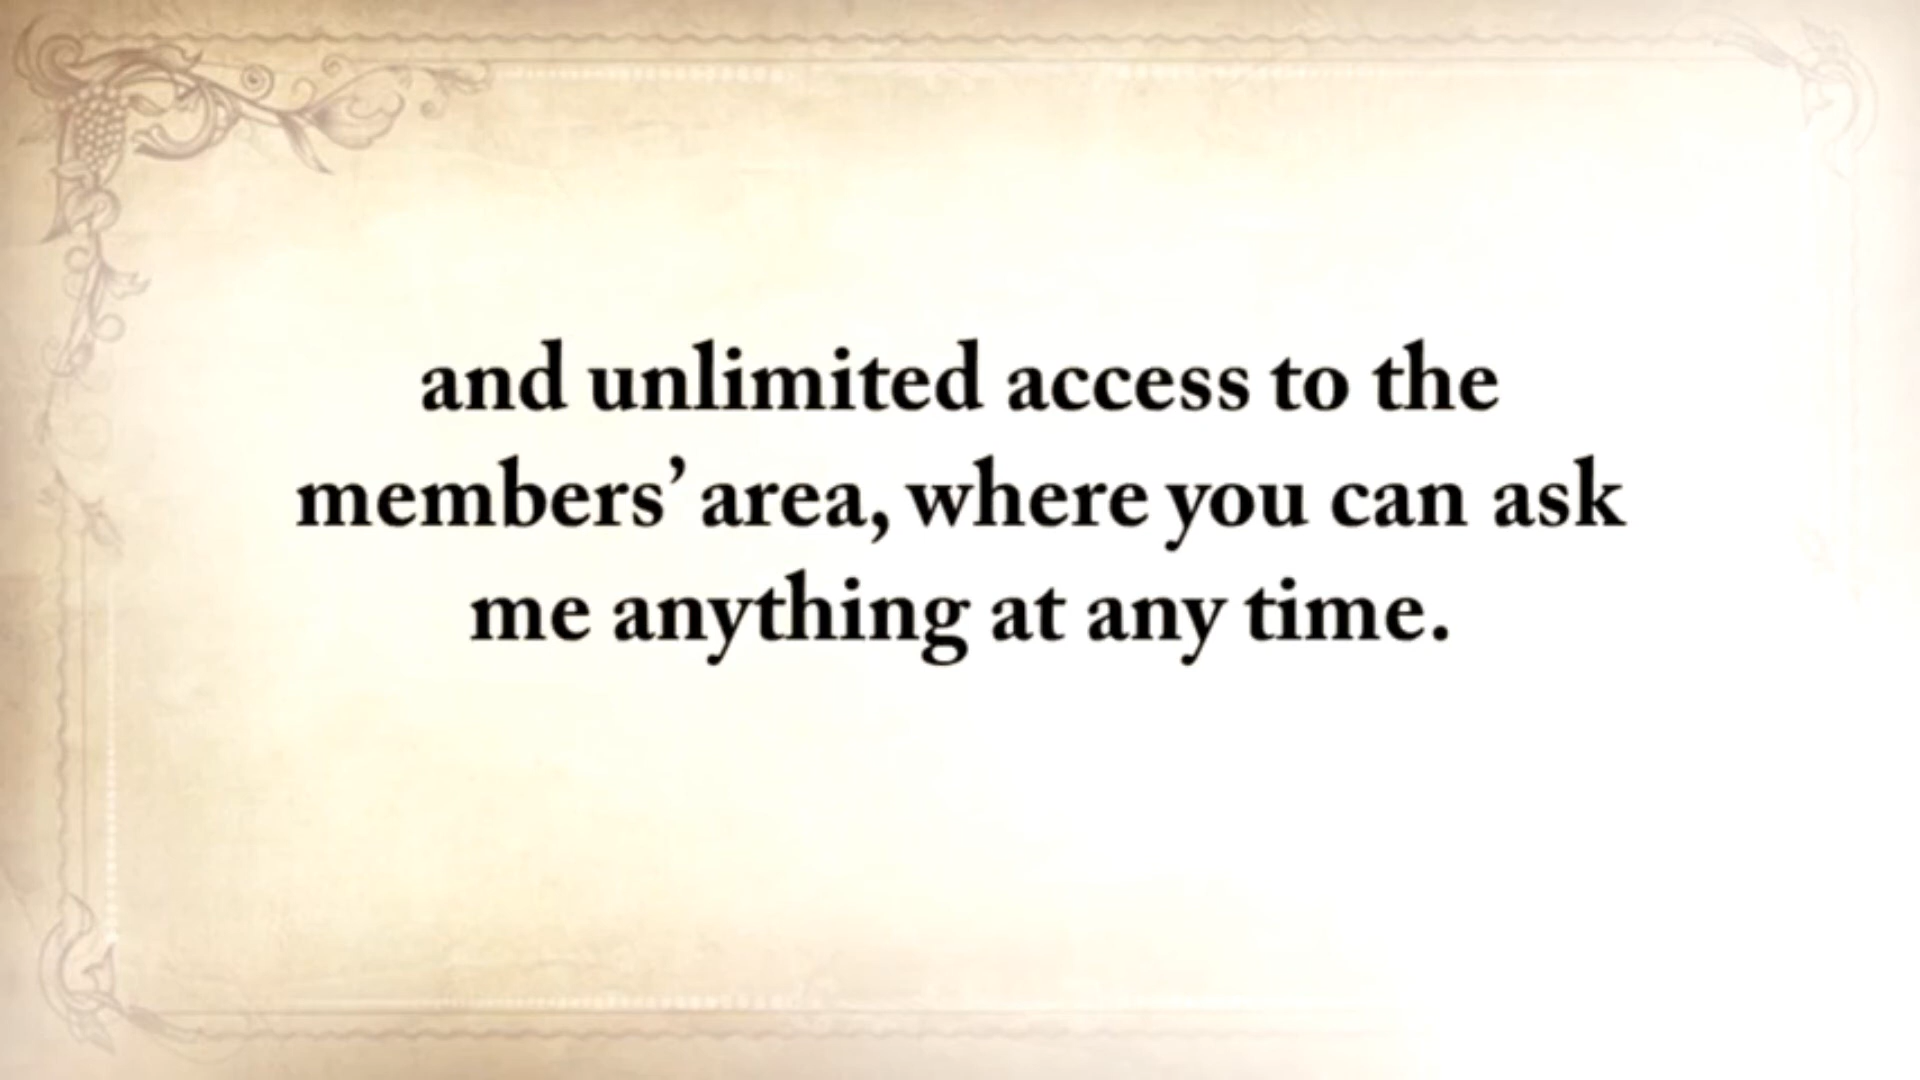 and unlimited access to the
members’ area, where you can ask
me anything at any time.